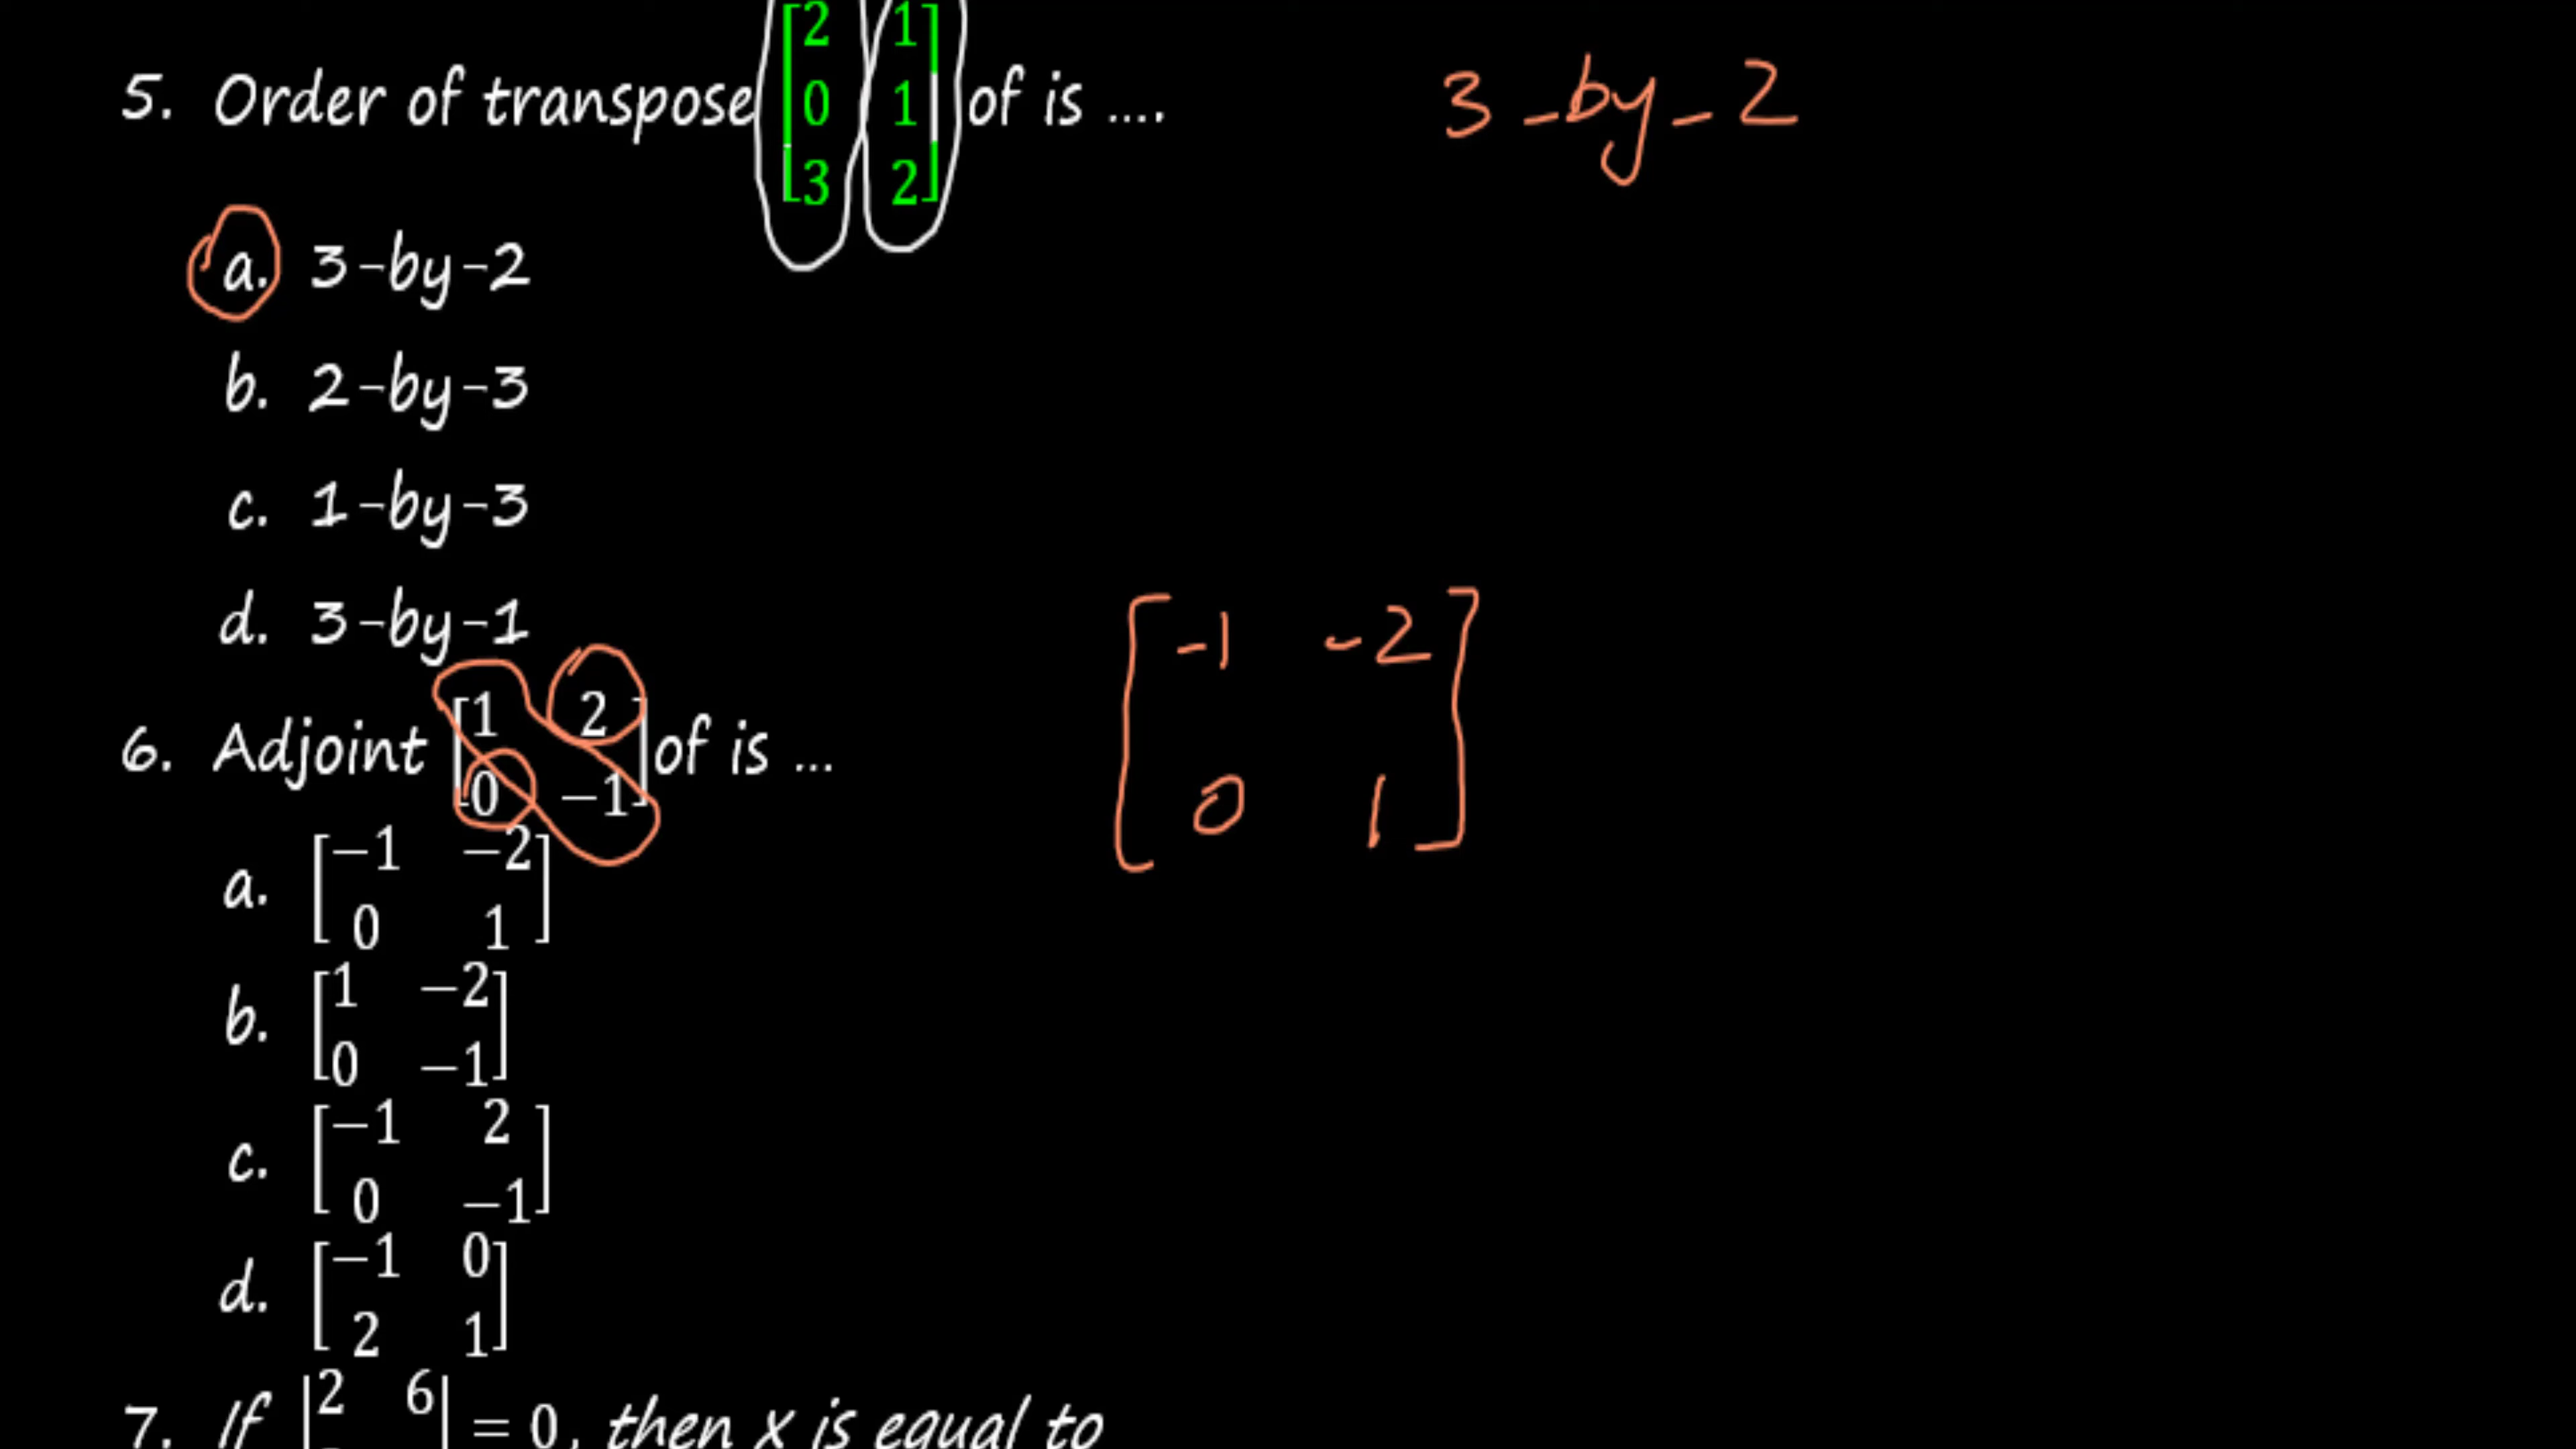 5. Order of transpose [2 1 of is .... 3-by-2
0 1
3 2]
a. 3-by-2
b. 2-by-3
c. 1-by-3
d. 3-by-1
6. Adjoint [1 2 of is ...
0 −1]
[-1 -2
0 1]
a. [−1 −2
0 1]
b. [1 −2
0 −1]
c. [−1 2
0 −1]
d. [−1 0
2 1]
7. If |2 6| = 0, then x is equal to